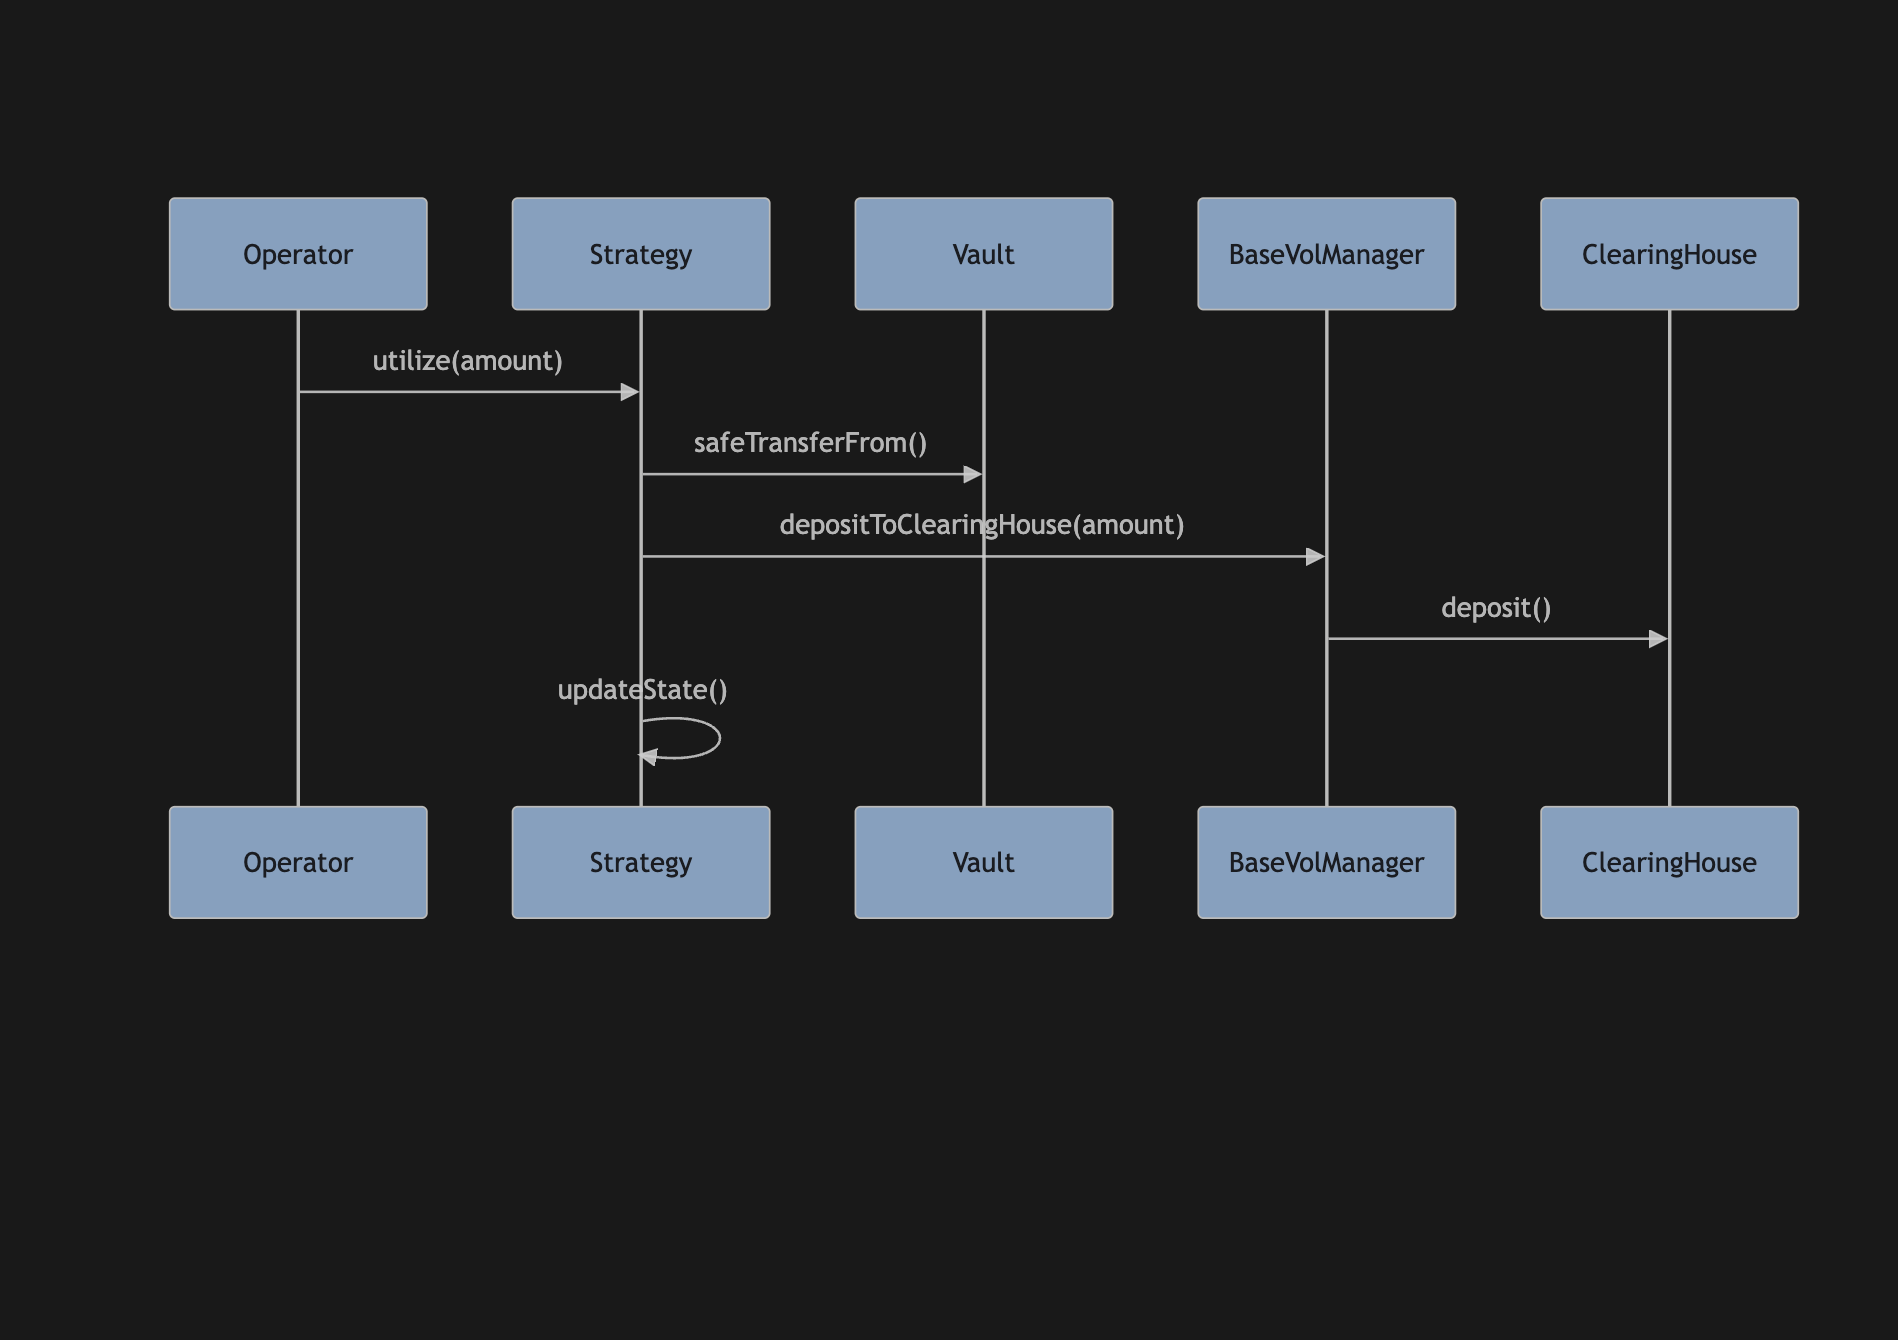 Operator
Strategy
Vault
BaseVolManager
ClearingHouse
utilize(amount)
safeTransferFrom()
depositToClearingHouse(amount)
deposit()
updateState()
Operator
Strategy
Vault
BaseVolManager
ClearingHouse